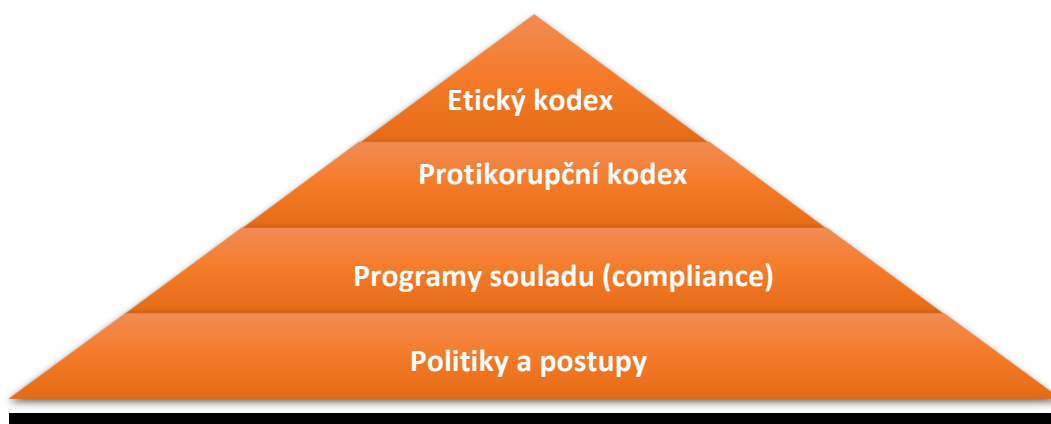 Etický kodex
Protikorupční kodex
Programy souladu (compliance)
Politiky a postupy